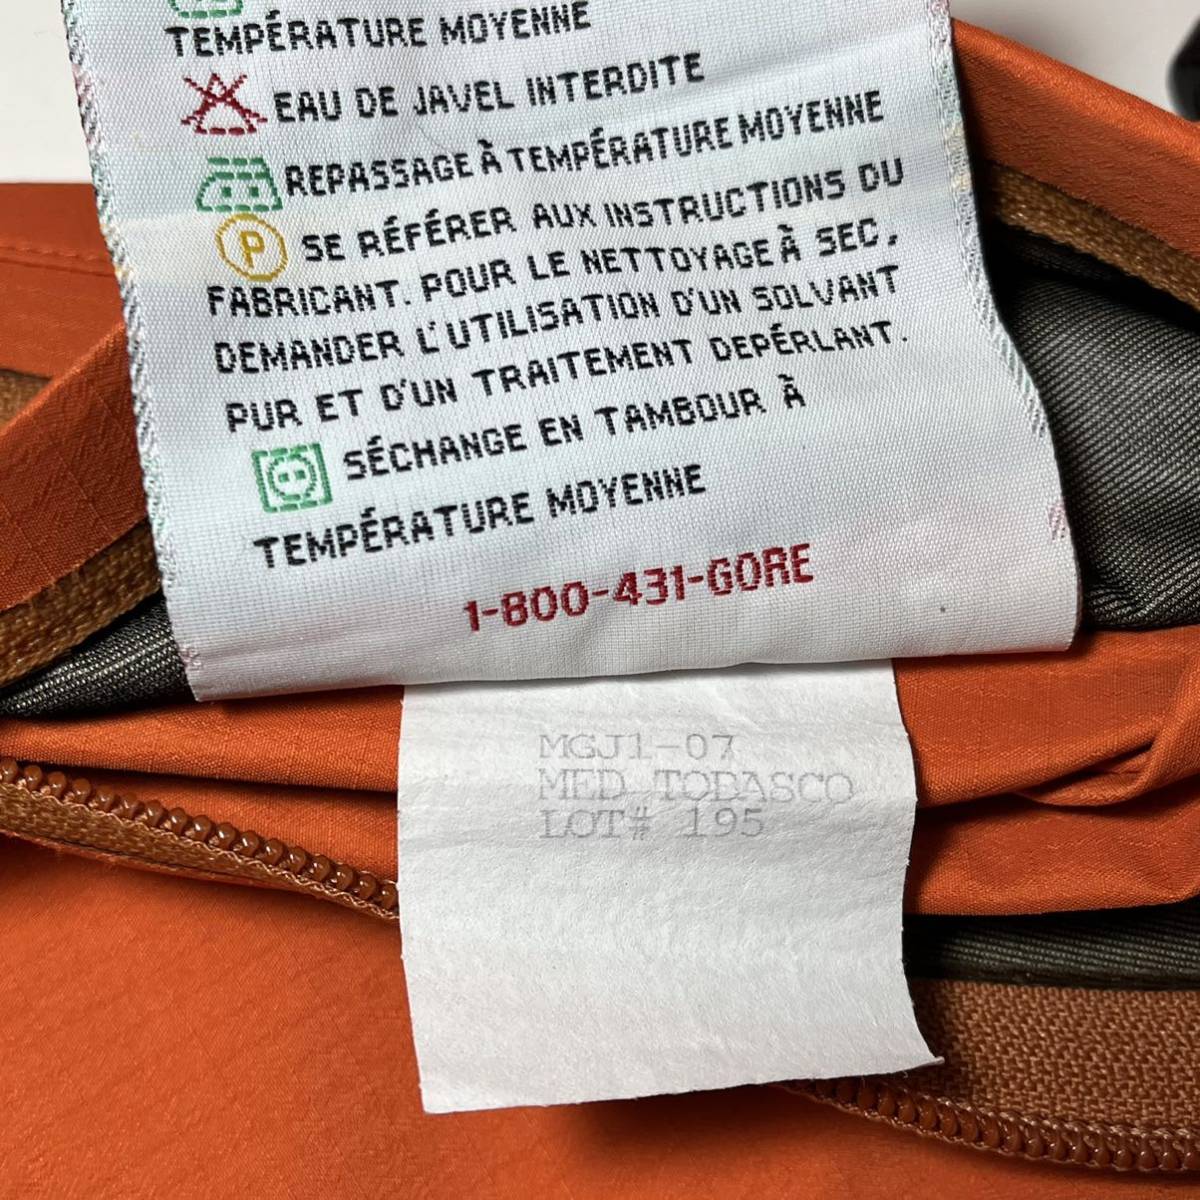 TEMPÉRATURE MOYENNE
EAU DE JAVEL INTERDITE
REPASSAGE À TEMPÉRATURE MOYENNE
P SE RÉFÉRER AUX INSTRUCTIONS DU
FABRICANT. POUR LE NETTOYAGE À SEC,
DEMANDER L'UTILISATION D'UN SOLVANT
PUR ET D'UN TRAITEMENT DEPÉRLANT.
SÉCHANGE EN TAMBOUR À
TEMPÉRATURE MOYENNE
1-800-431-GORE
MGJ1-07
MED TOBASCO
LOT# 195